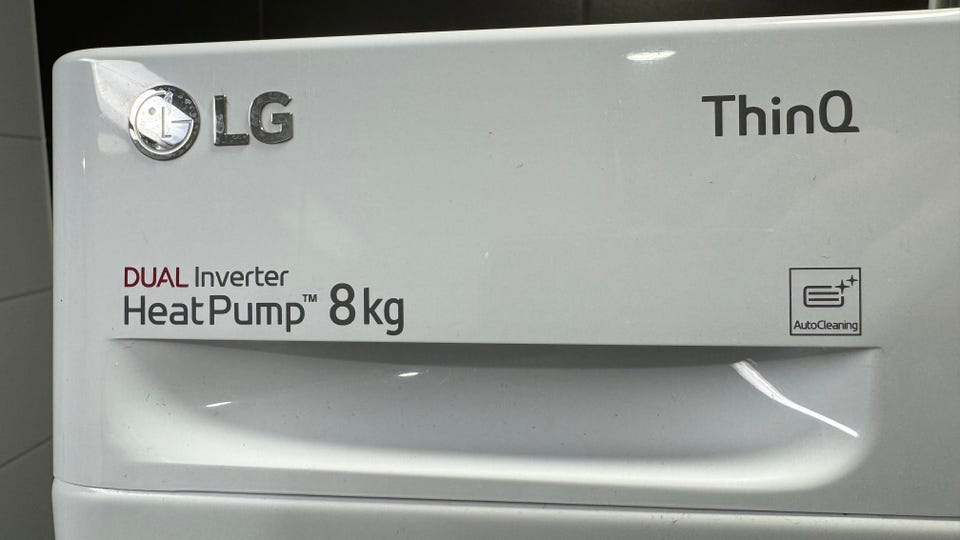 LG
ThinQ
DUAL Inverter
HeatPump™ 8kg
AutoCleaning